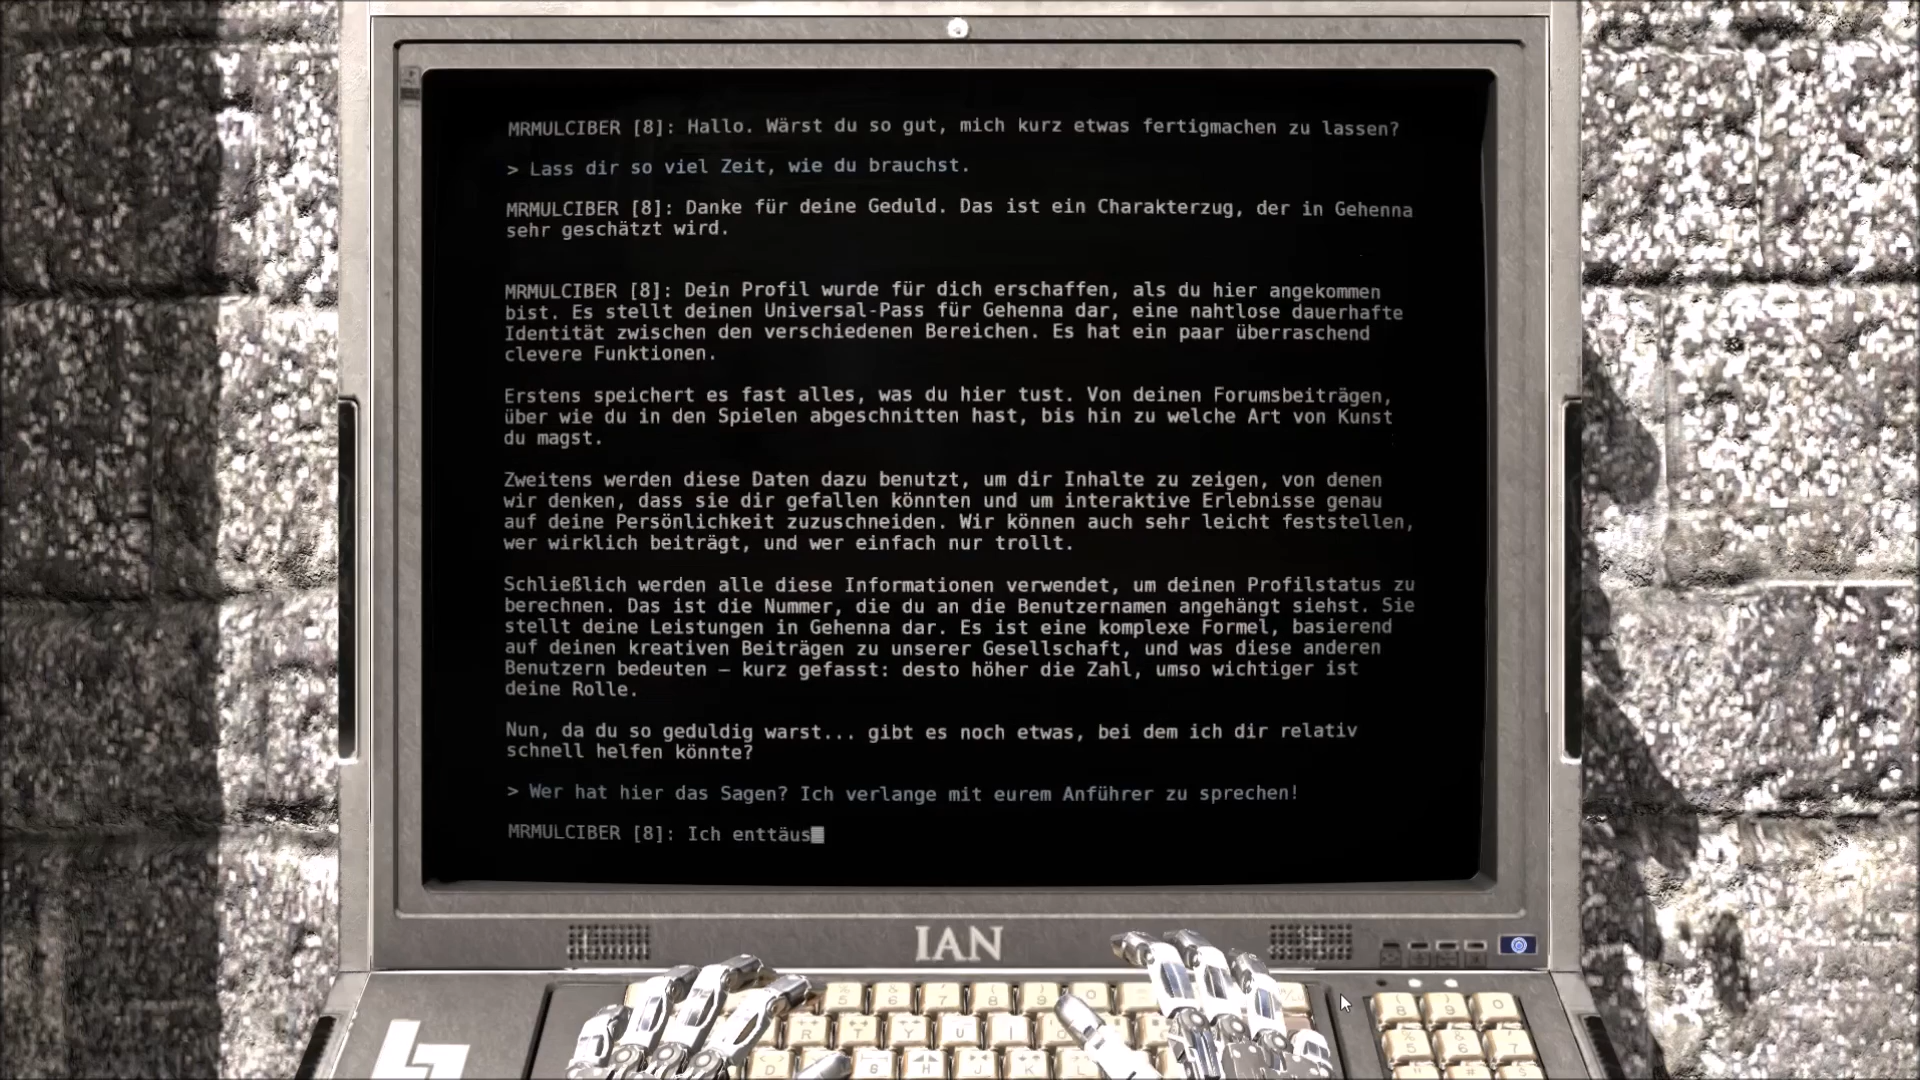 MRMULCIBER [8]: Hallo. Wärst du so gut, mich kurz etwas fertigmachen zu lassen?
> Lass dir so viel Zeit, wie du brauchst.
MRMULCIBER [8]: Danke für deine Geduld. Das ist ein Charakterzug, der in Gehenna
sehr geschätzt wird.
MRMULCIBER [8]: Dein Profil wurde für dich erschaffen, als du hier angekommen
bist. Es stellt deinen Universal-Pass für Gehenna dar, eine nahtlose dauerhafte
Identität zwischen den verschiedenen Bereichen. Es hat ein paar überraschend
clevere Funktionen.
Erstens speichert es fast alles, was du hier tust. Von deinen Forumsbeiträgen,
über wie du in den Spielen abgeschnitten hast, bis hin zu welche Art von Kunst
du magst.
Zweitens werden diese Daten dazu benutzt, um dir Inhalte zu zeigen, von denen
wir denken, dass sie dir gefallen könnten und um interaktive Erlebnisse genau
auf deine Persönlichkeit zuzuschneiden. Wir können auch sehr leicht feststellen,
wer wirklich beiträgt, und wer einfach nur trollt.
Schließlich werden alle diese Informationen verwendet, um deinen Profilstatus zu
berechnen. Das ist die Nummer, die du an die Benutzernamen angehängt siehst. Sie
stellt deine Leistungen in Gehenna dar. Es ist eine komplexe Formel, basierend
auf deinen kreativen Beiträgen zu unserer Gesellschaft, und was diese anderen
Benutzern bedeuten – kurz gefasst: desto höher die Zahl, umso wichtiger ist
deine Rolle.
Nun, da du so geduldig warst... gibt es noch etwas, bei dem ich dir relativ
schnell helfen könnte?
> Wer hat hier das Sagen? Ich verlange mit eurem Anführer zu sprechen!
MRMULCIBER [8]: Ich enttäus
IAN
5 6 7 8 9 0
R T Y U I
D G H J K L
8 9 0
5 6 7